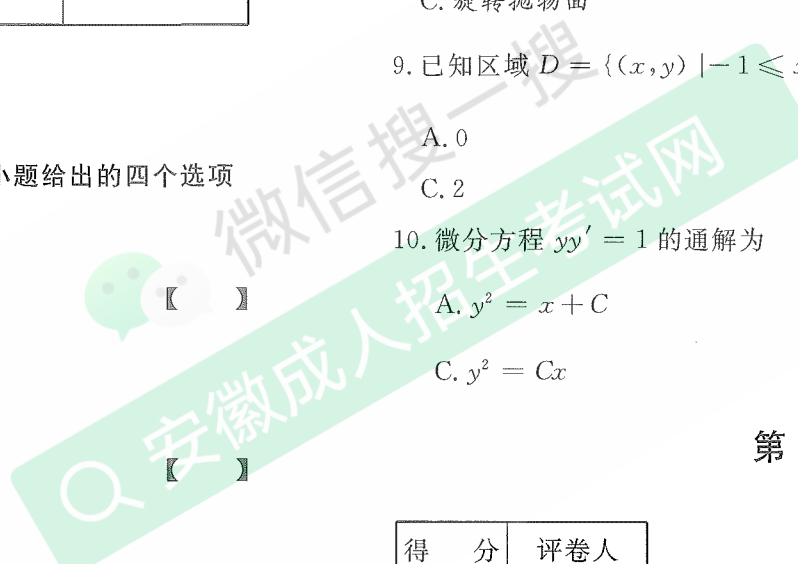 小题给出的四个选项
【 】
【 】
C. 旋转抛物面
9. 已知区域 D = {(x,y) |−1 ⩽
A. 0
C. 2
10. 微分方程 yy′ = 1 的通解为
A. y² = x + C
C. y² = Cx
第
得 分 评卷人
微信搜一搜
安徽成人招生考试网